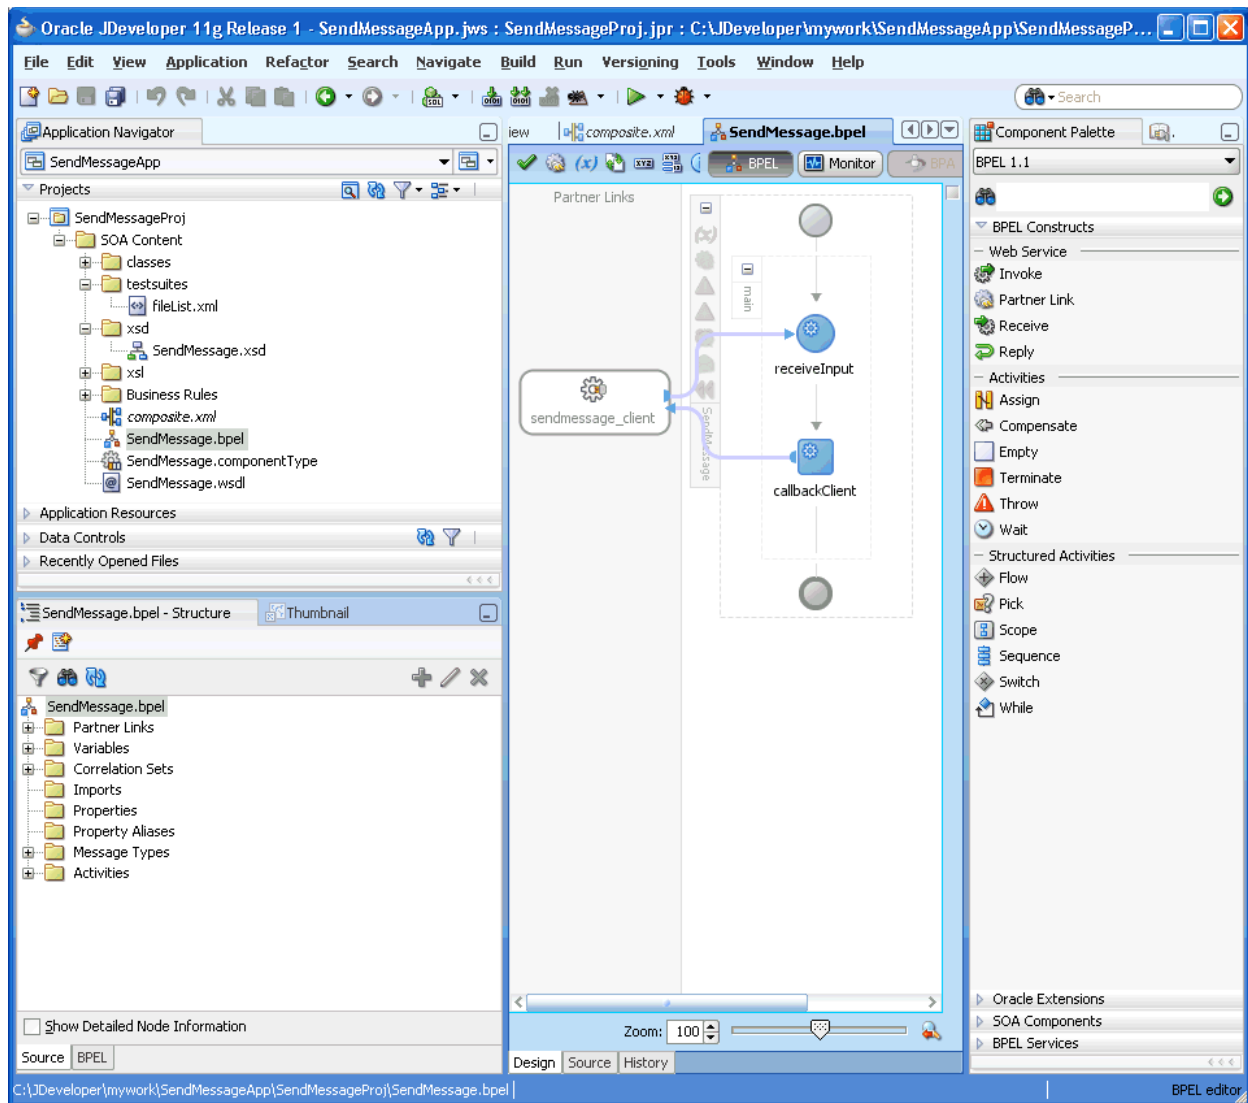 Oracle JDeveloper 11g Release 1 - SendMessageApp.jws : SendMessageProj.jpr : C:\JDeveloper\mywork\SendMessageApp\SendMessageP...
File Edit View Application Refactor Search Navigate Build Run Versioning Tools Window Help
Search
Application Navigator
SendMessageApp
Projects
SendMessageProj
SOA Content
classes
testsuites
fileList.xml
xsd
SendMessage.xsd
xsl
Business Rules
composite.xml
SendMessage.bpel
SendMessage.componentType
SendMessage.wsdl
Application Resources
Data Controls
Recently Opened Files
SendMessage.bpel - Structure Thumbnail
SendMessage.bpel
Partner Links
Variables
Correlation Sets
Imports
Properties
Property Aliases
Message Types
Activities
Show Detailed Node Information
Source BPEL
iew composite.xml SendMessage.bpel
BPEL Monitor BPA
Partner Links
main
receiveInput
sendmessage_client
SendMessage
callbackClient
Zoom: 100
Design Source History
Component Palette
BPEL 1.1
BPEL Constructs
Web Service
Invoke
Partner Link
Receive
Reply
Activities
Assign
Compensate
Empty
Terminate
Throw
Wait
Structured Activities
Flow
Pick
Scope
Sequence
Switch
While
Oracle Extensions
SOA Components
BPEL Services
C:\JDeveloper\mywork\SendMessageApp\SendMessageProj\SendMessage.bpel BPEL editor